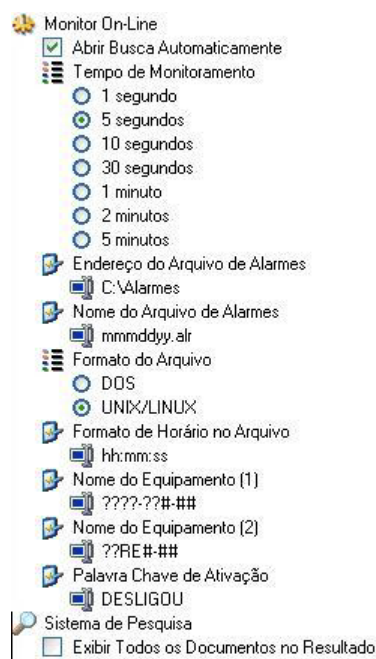 Monitor On-Line
Abrir Busca Automaticamente
Tempo de Monitoramento
1 segundo
5 segundos
10 segundos
30 segundos
1 minuto
2 minutos
5 minutos
Endereço do Arquivo de Alarmes
C:\Alarmes
Nome do Arquivo de Alarmes
mmmddyy.alr
Formato do Arquivo
DOS
UNIX/LINUX
Formato de Horário no Arquivo
hh:mm:ss
Nome do Equipamento (1)
????-??#-##
Nome do Equipamento (2)
??RE#-##
Palavra Chave de Ativação
DESLIGOU
Sistema de Pesquisa
Exibir Todos os Documentos no Resultado